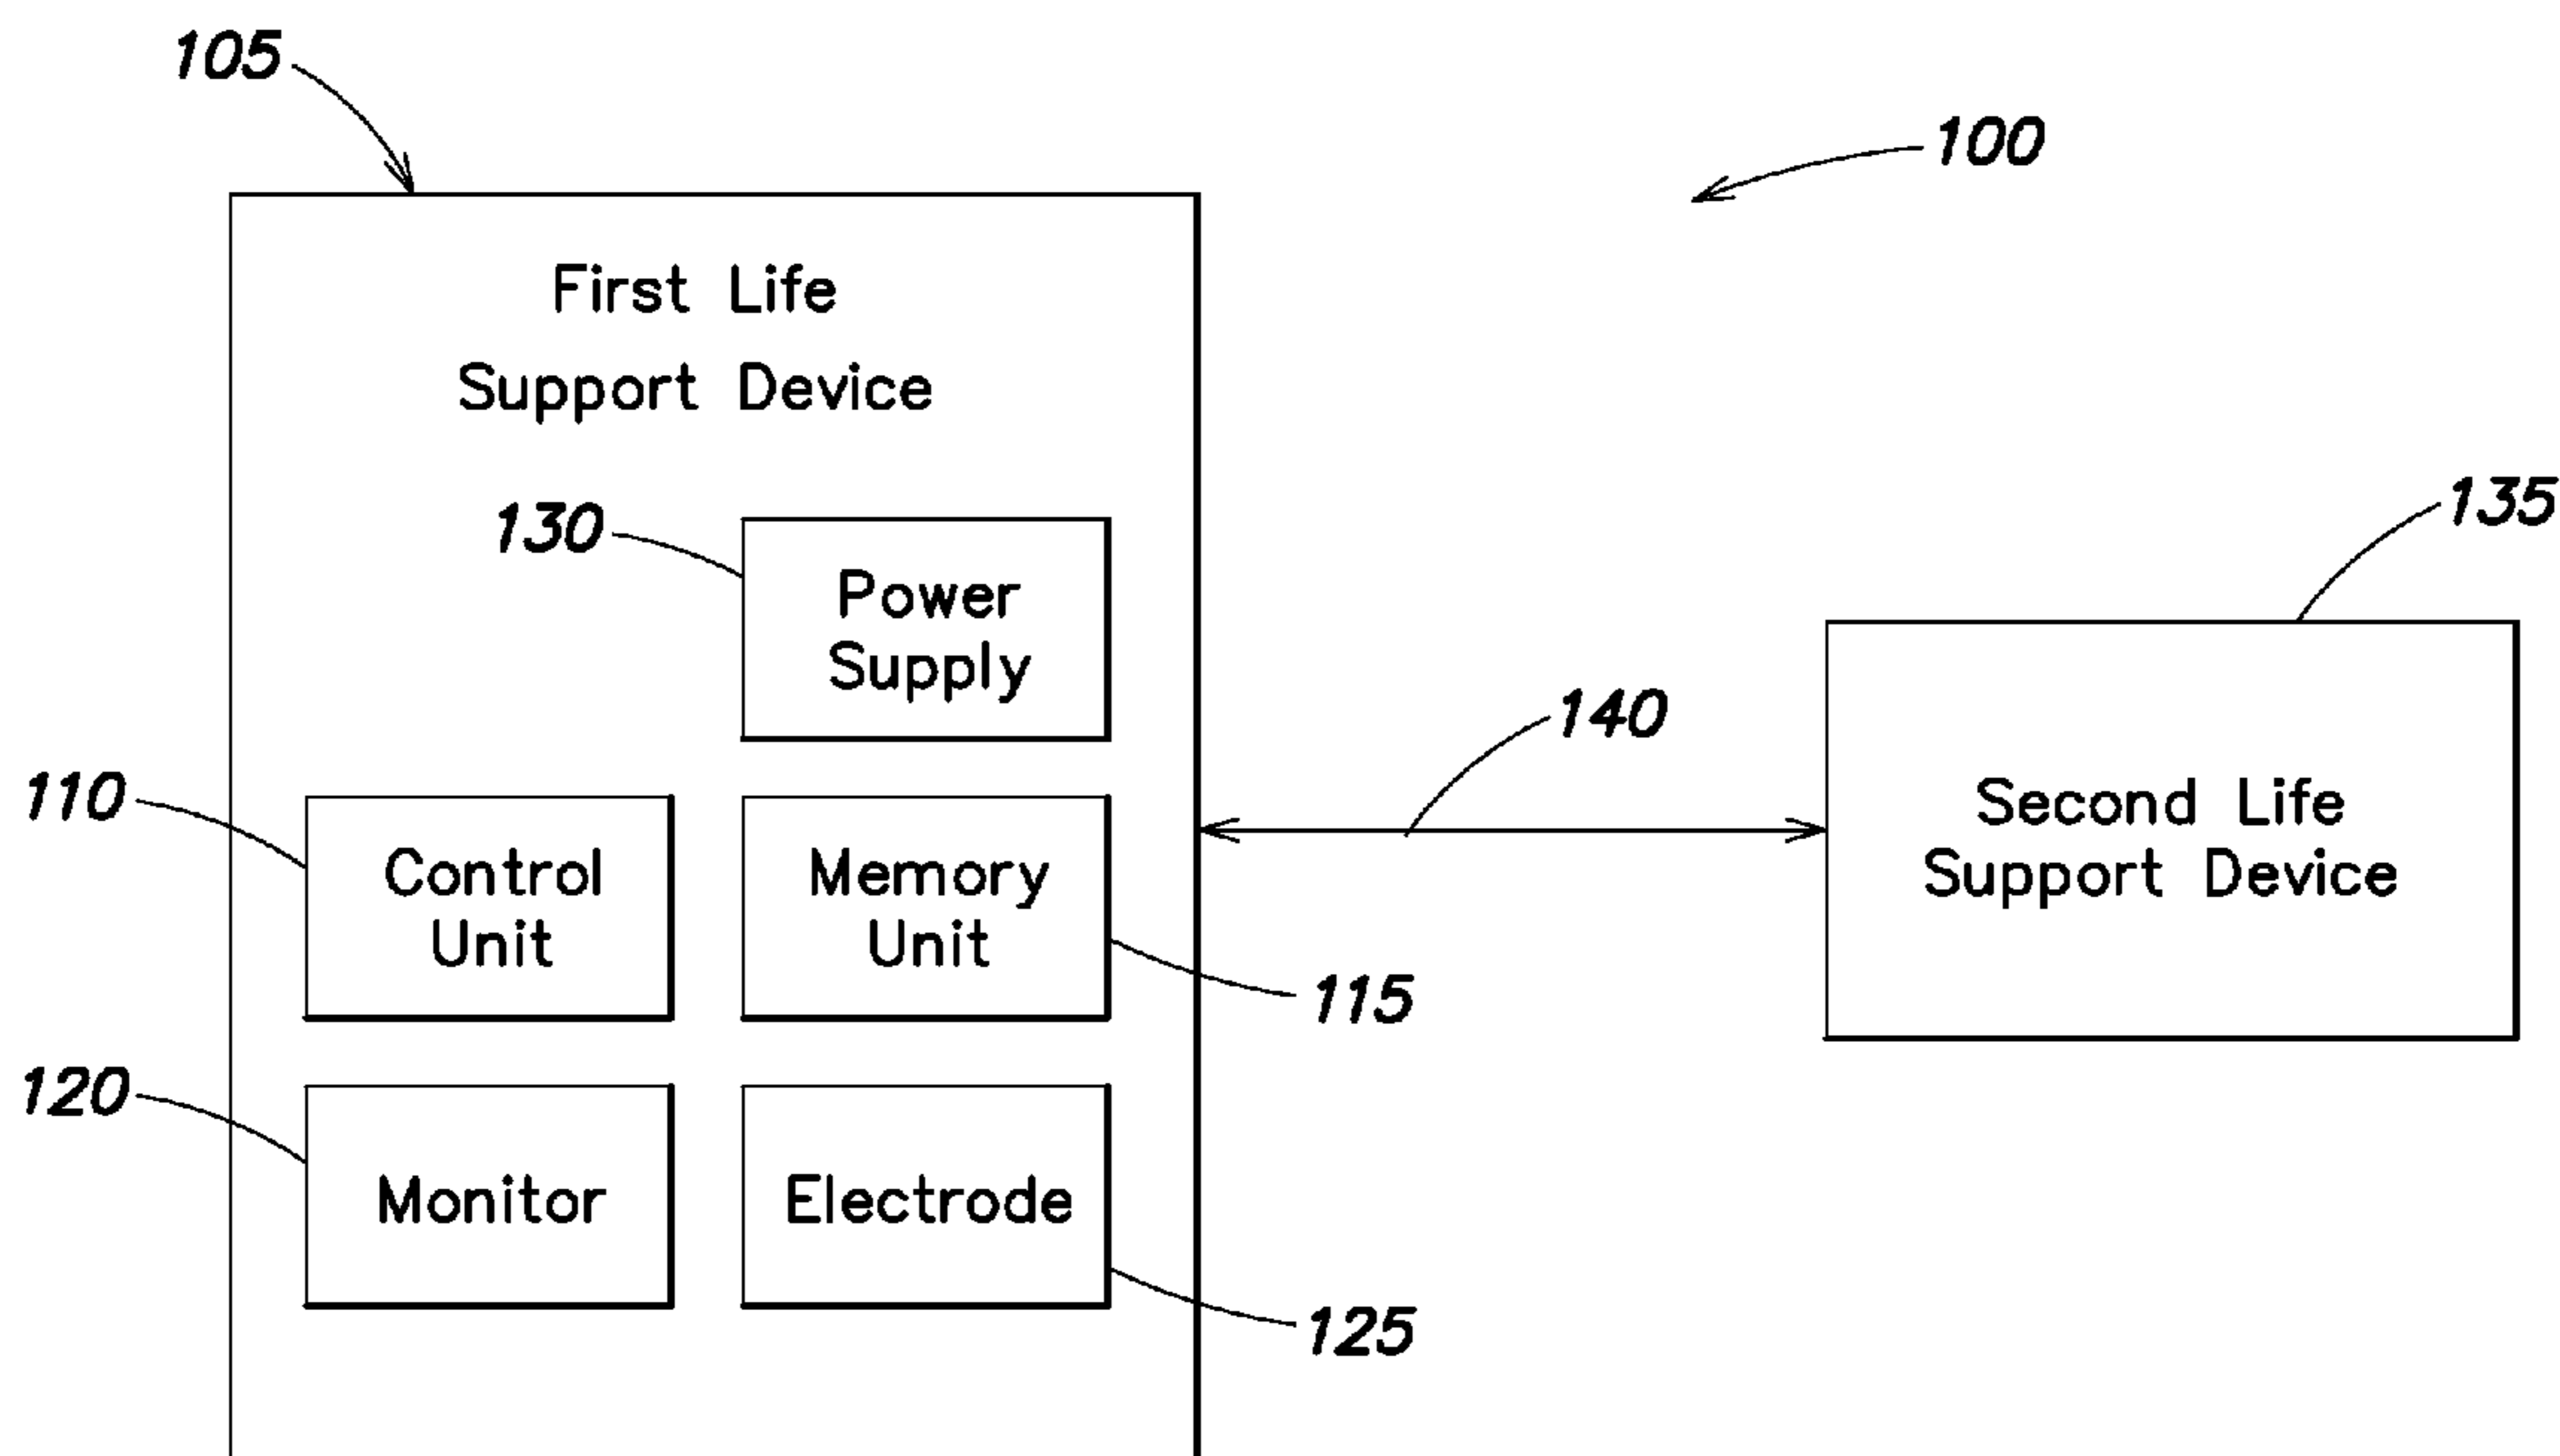 105
100
First Life
Support Device
130
Power
Supply
135
140
110
Control
Unit
Memory
Unit
Second Life
Support Device
115
120
Monitor
Electrode
125